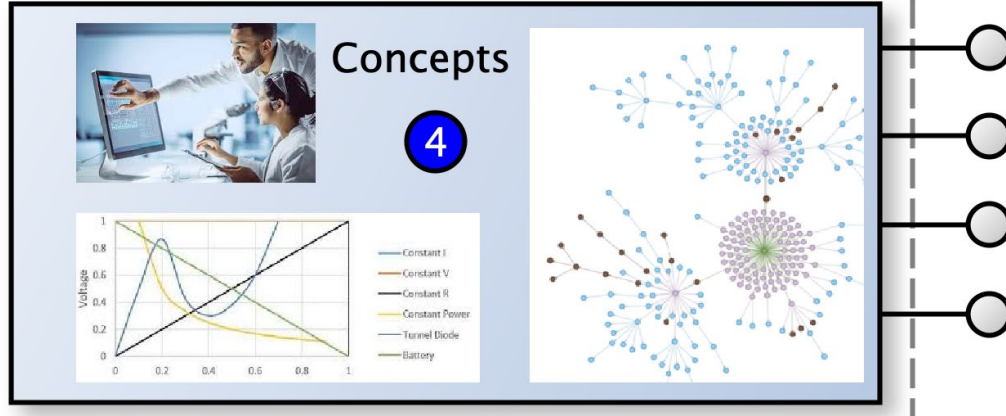 Concepts
4
Voltage
1
0.8
0.6
0.4
0.2
0
0 0.2 0.4 0.6 0.8 1
Constant I
Constant V
Constant R
Constant Power
Tunnel Diode
Battery